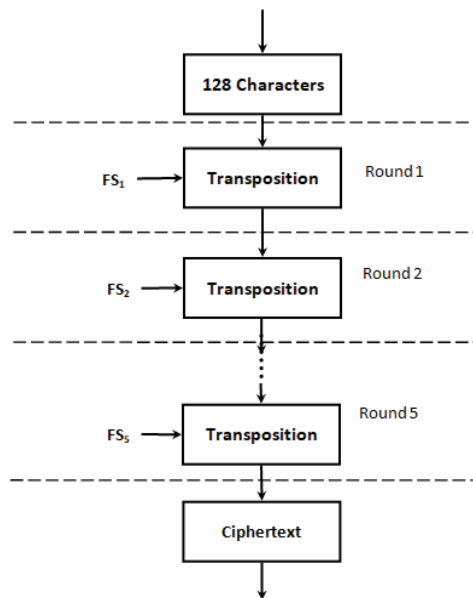 128 Characters
FS₁
Transposition
Round 1
FS₂
Transposition
Round 2
FS₅
Transposition
Round 5
Ciphertext